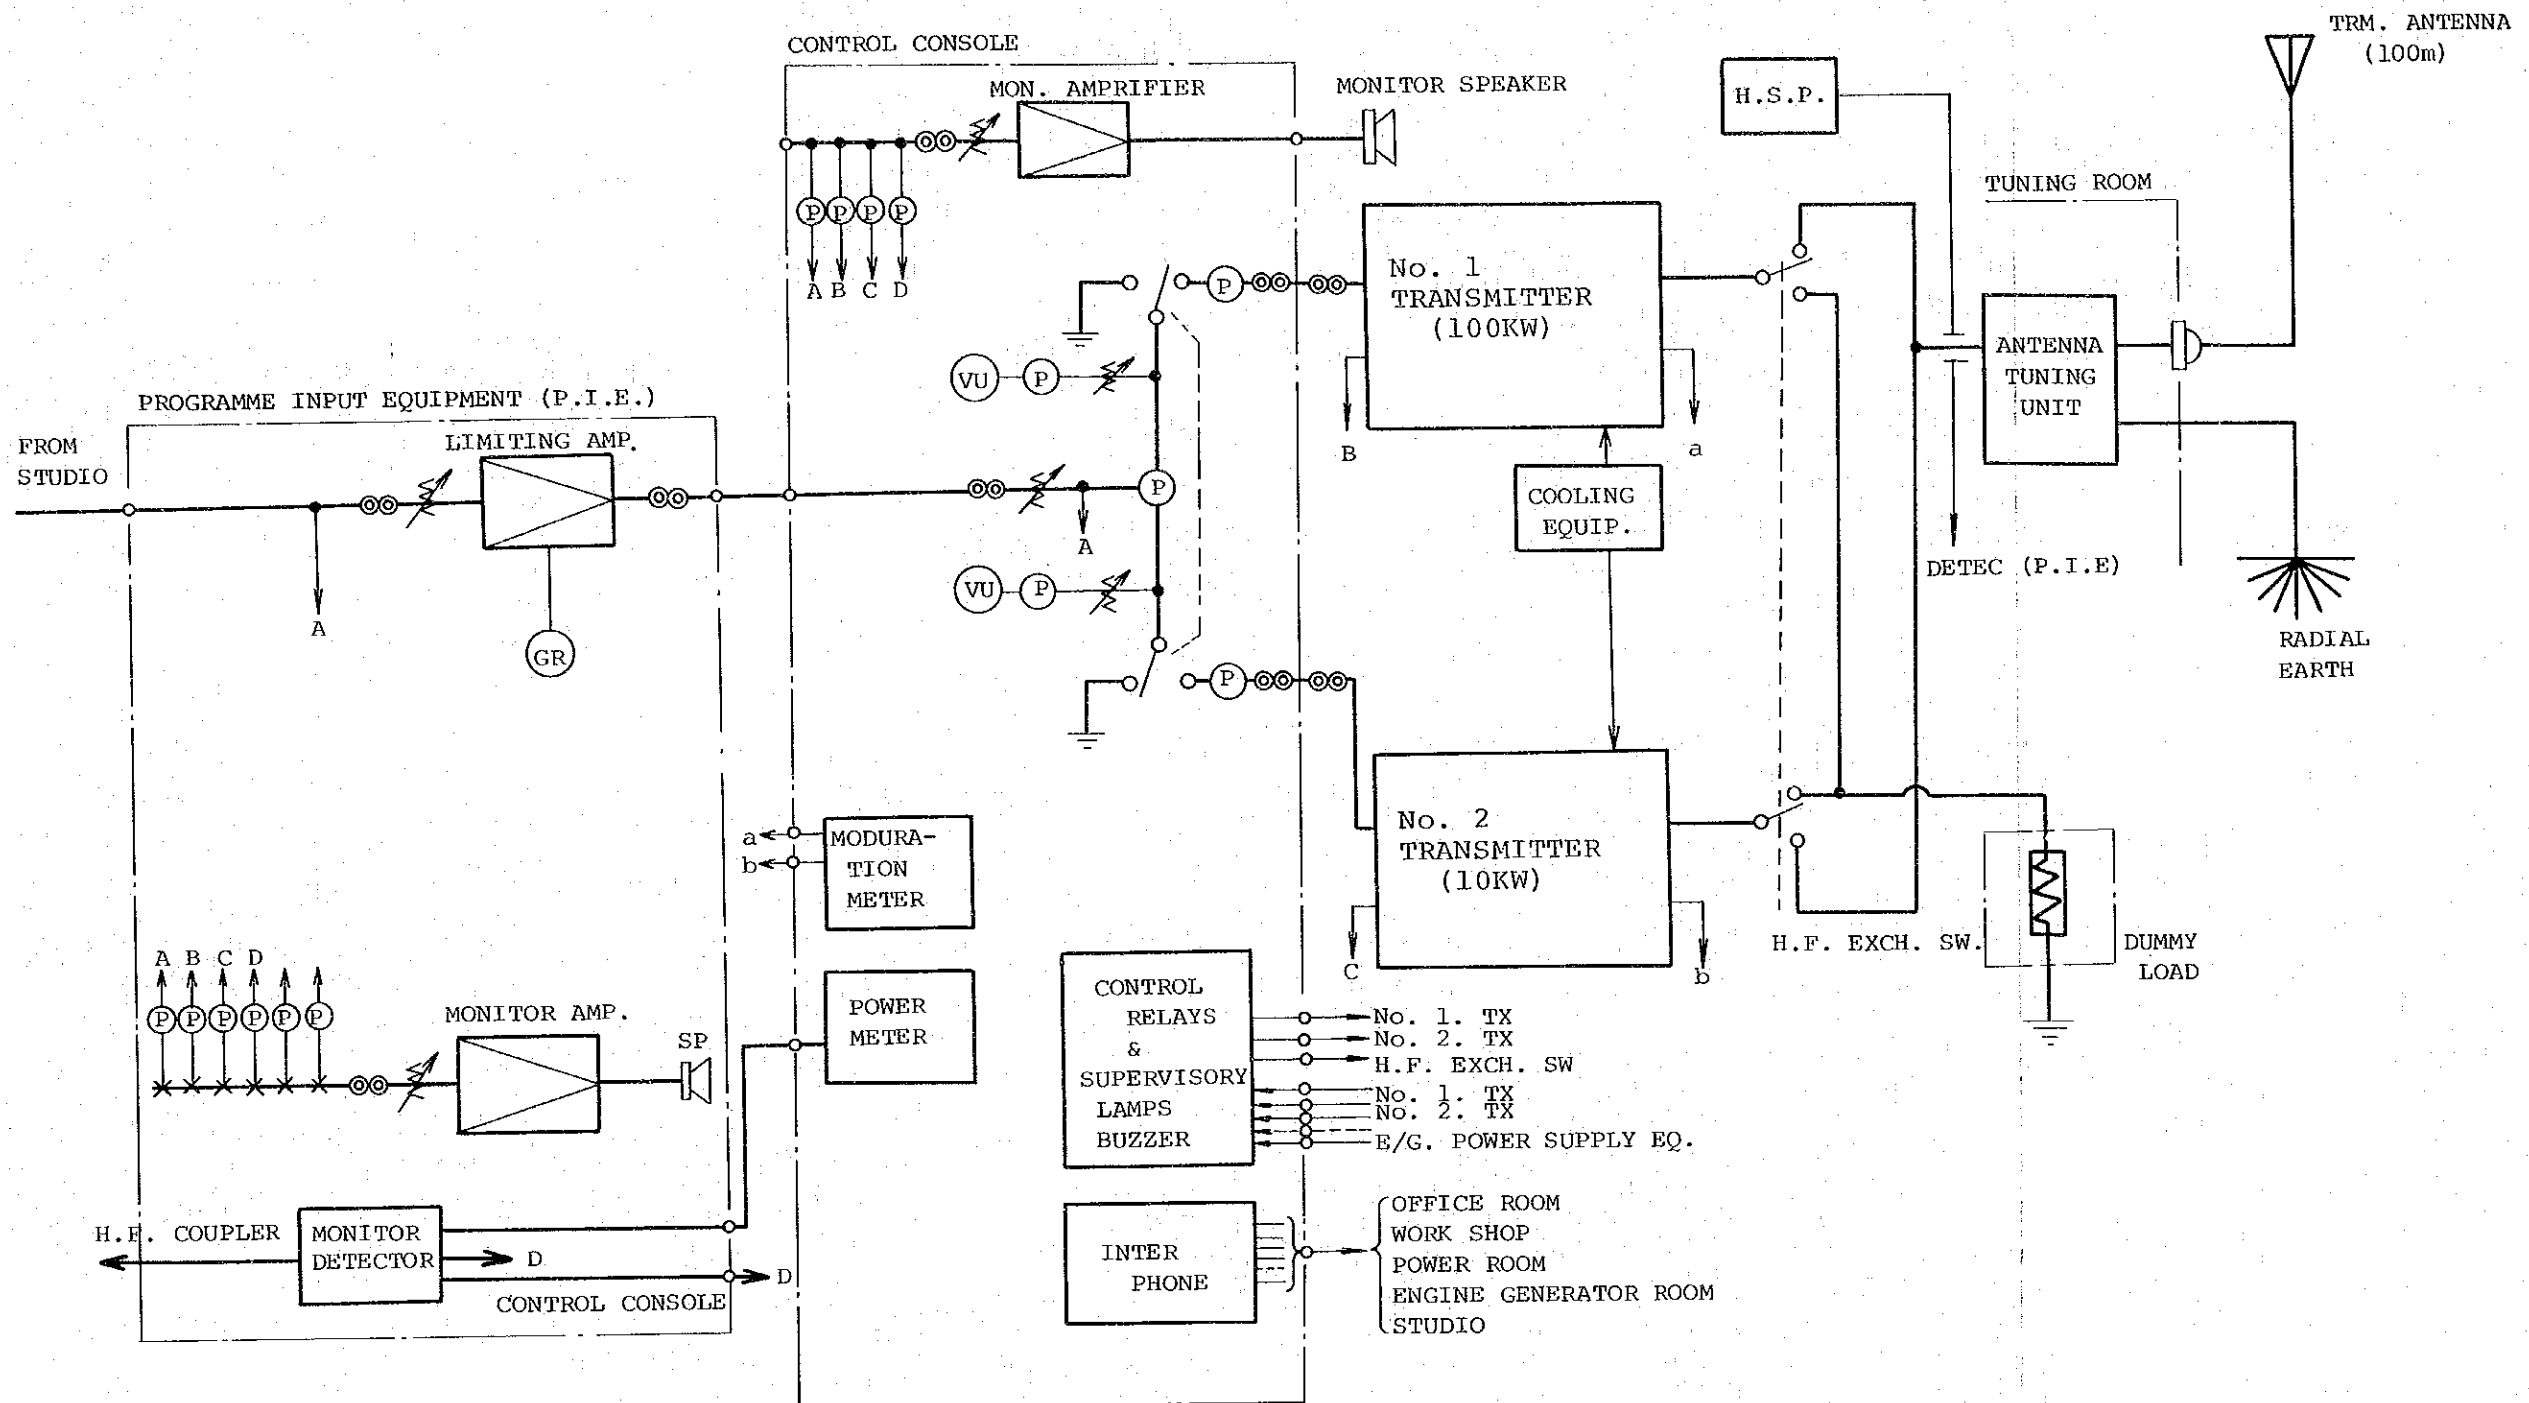 TRM. ANTENNA
(100m)
CONTROL CONSOLE
MON. AMPRIFIER
MONITOR SPEAKER
H.S.P.
TUNING ROOM
P P P P
A B C D
P
No. 1
TRANSMITTER
(100KW)
B
a
ANTENNA
TUNING
UNIT
VU P
PROGRAMME INPUT EQUIPMENT (P.I.E.)
LIMITING AMP.
FROM
STUDIO
A
GR
P
A
COOLING
EQUIP.
DETEC (P.I.E)
VU P
RADIAL
EARTH
P
No. 2
TRANSMITTER
(10KW)
C
b
H.F. EXCH. SW.
DUMMY
LOAD
a
b
MODURA-
TION
METER
POWER
METER
A B C D
P P P P P P
MONITOR AMP.
SP
CONTROL
RELAYS
&
SUPERVISORY
LAMPS
BUZZER
No. 1. TX
No. 2. TX
H.F. EXCH. SW
No. 1. TX
No. 2. TX
E/G. POWER SUPPLY EQ.
H.F. COUPLER
MONITOR
DETECTOR
D
D
CONTROL CONSOLE
INTER
PHONE
OFFICE ROOM
WORK SHOP
POWER ROOM
ENGINE GENERATOR ROOM
STUDIO